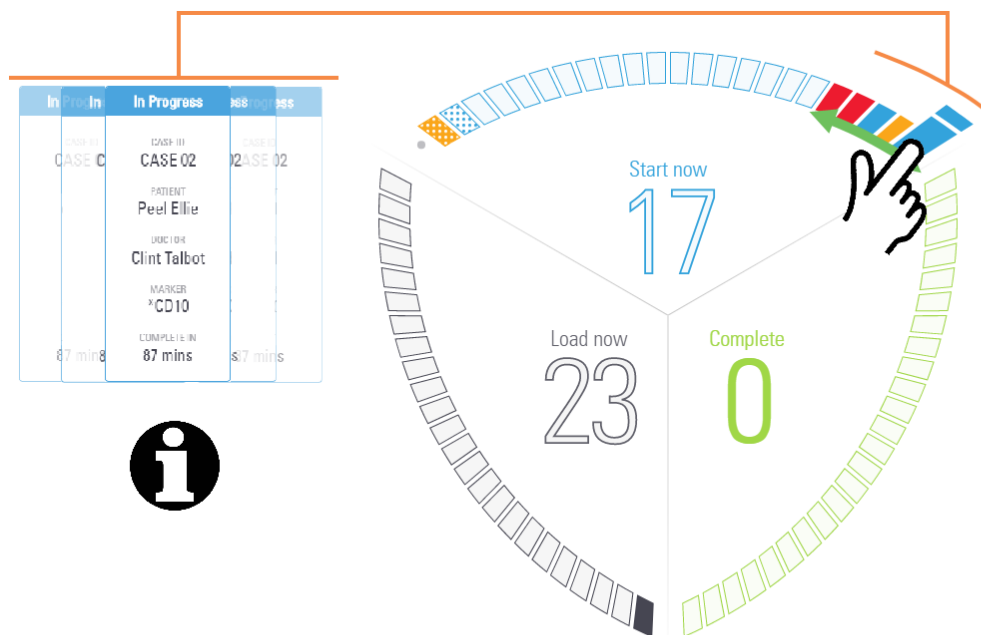 In Progress
CASE ID
CASE 02
PATIENT
Peel Ellie
DOCTOR
Clint Talbot
MARKER
*CD10
COMPLETE IN
87 mins
Start now
17
Load now
23
Complete
0